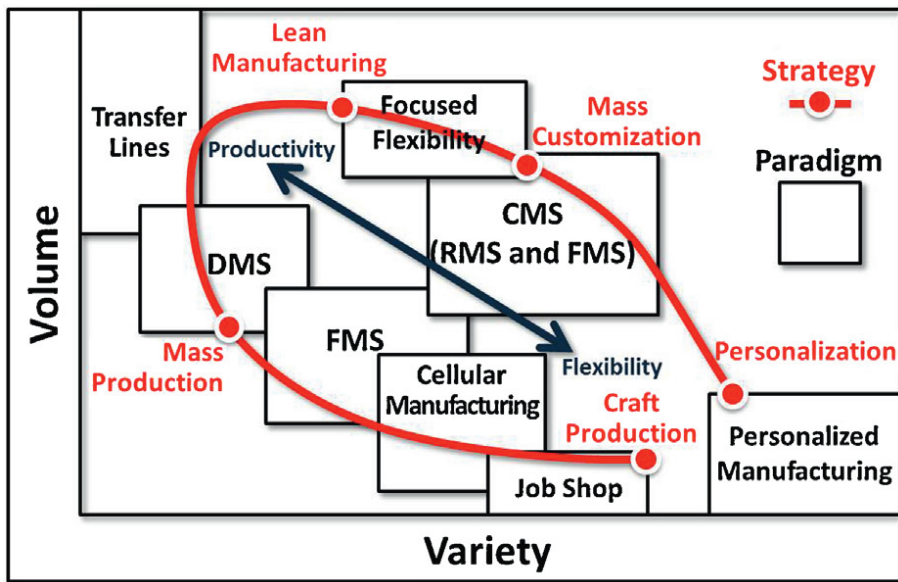 Lean
Manufacturing
Transfer
Lines
Focused
Flexibility
Mass
Customization
Strategy
Paradigm
Productivity
CMS
(RMS and FMS)
DMS
Volume
FMS
Mass
Production
Cellular
Manufacturing
Flexibility
Personalization
Craft
Production
Job Shop
Personalized
Manufacturing
Variety